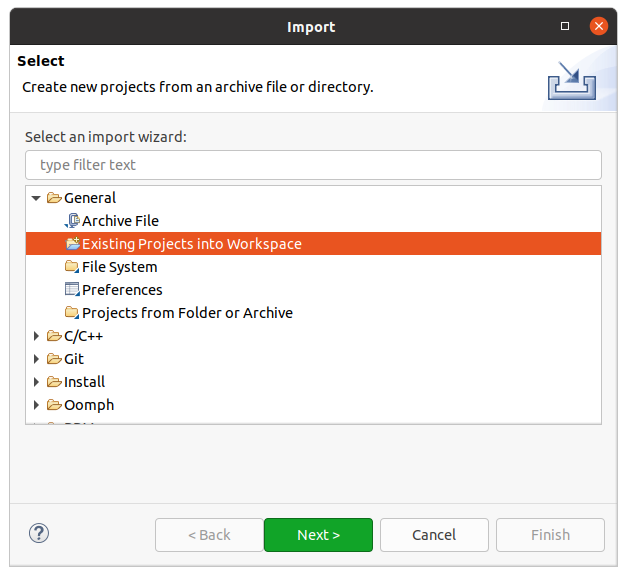 Import
Select
Create new projects from an archive file or directory.
Select an import wizard:
type filter text
General
Archive File
Existing Projects into Workspace
File System
Preferences
Projects from Folder or Archive
C/C++
Git
Install
Oomph
?
< Back
Next >
Cancel
Finish